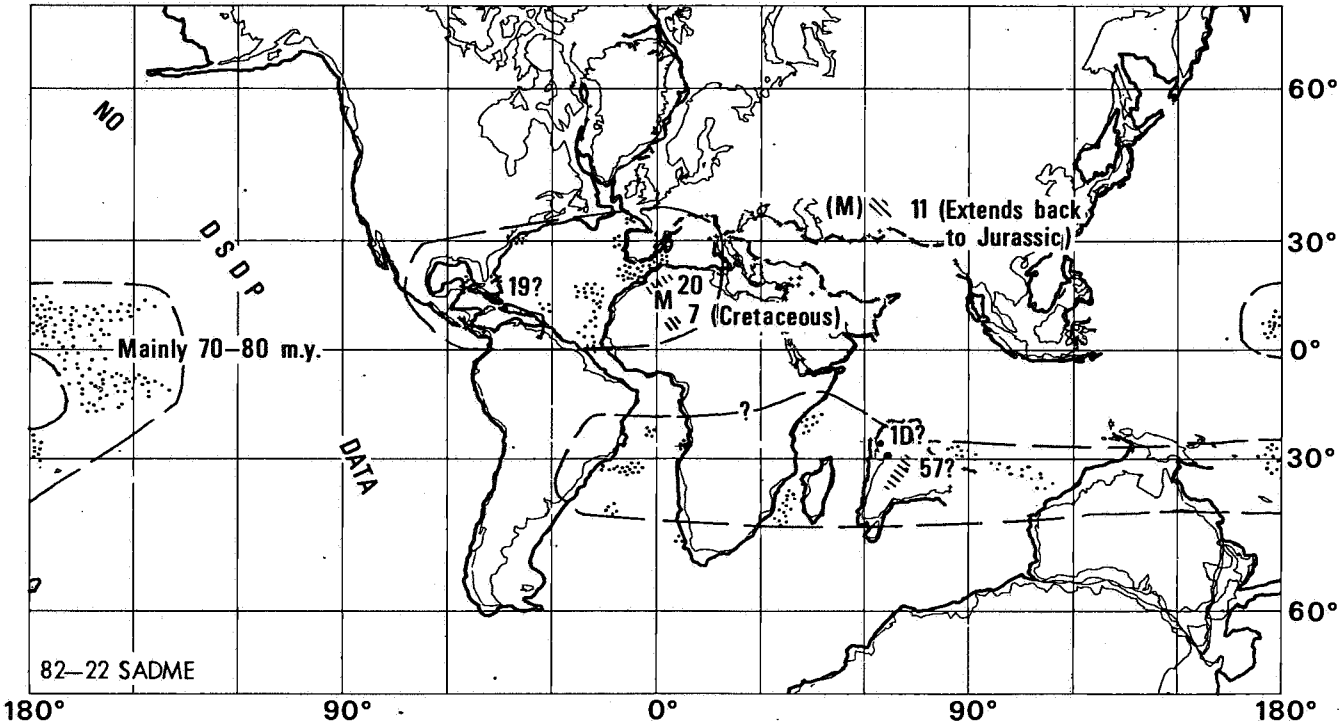 60°
NO
(M) 11 (Extends back
to Jurassic)
DSDP
30°
19?
20
M
7 (Cretaceous)
Mainly 70–80 m.y.
0°
?
1D?
57?
DATA
30°
60°
82–22 SADME
180° 90° 0° 90° 180°